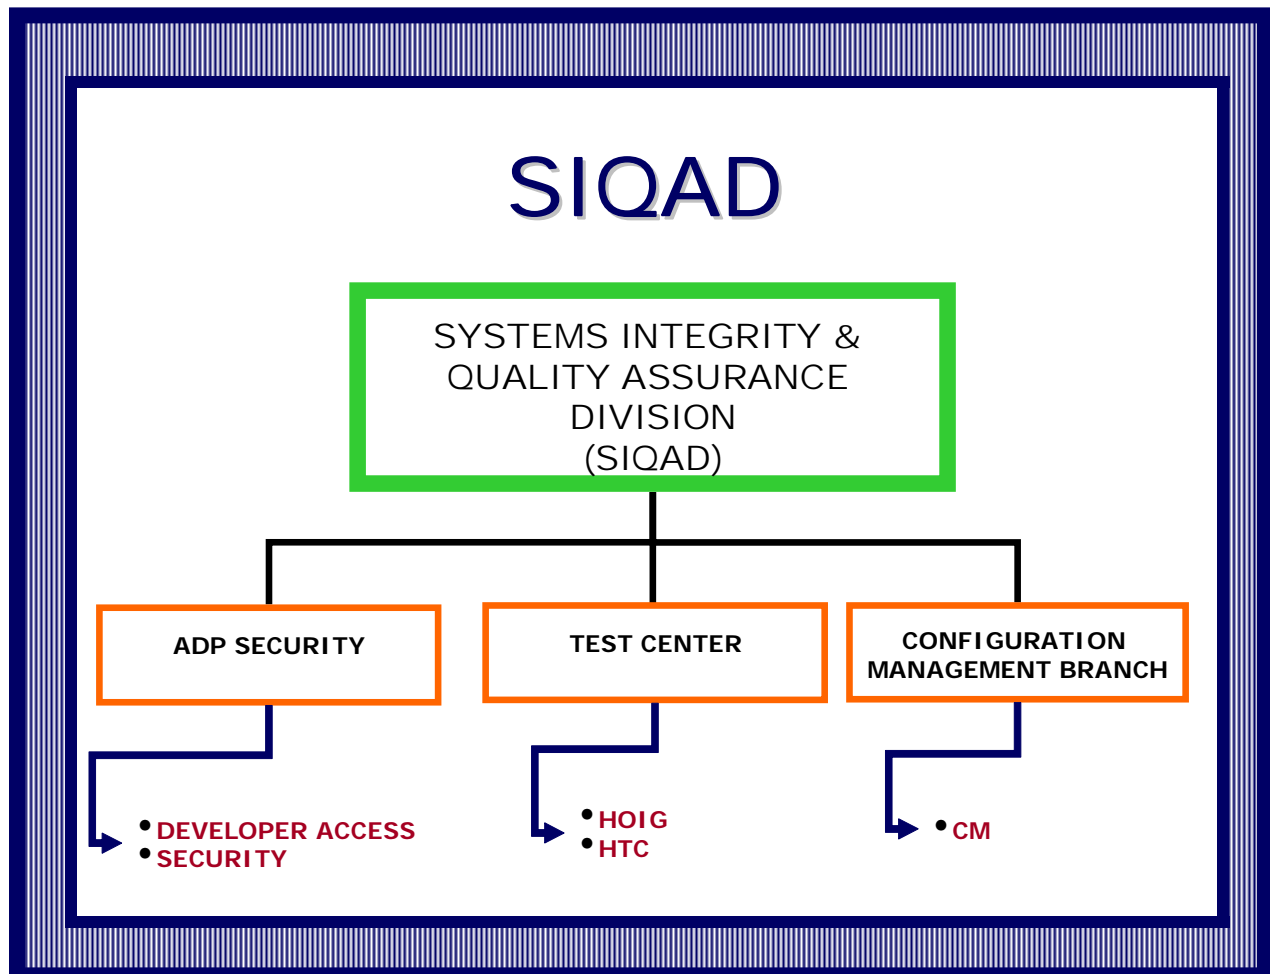 SIQAD
SYSTEMS INTEGRITY &
QUALITY ASSURANCE
DIVISION
(SIQAD)
ADP SECURITY
TEST CENTER
CONFIGURATION
MANAGEMENT BRANCH
• DEVELOPER ACCESS
• SECURITY
• HOIG
• HTC
• CM